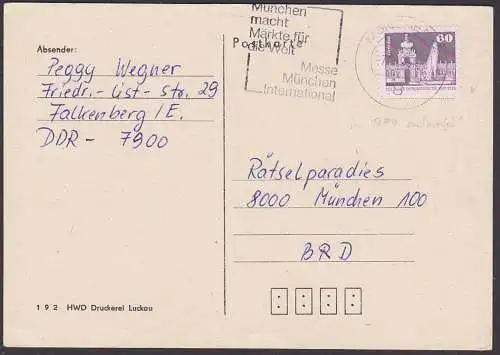 München
macht
Märkte für
die Welt
Messe
München
International
Postkarte
60
Absender:
Peggy Wegner
Friedr.-List-Str. 29
Falkenberg/E.
DDR - 7900
Rätselparadies
8000 München 100
BRD
192 HWD Druckerei Luckau